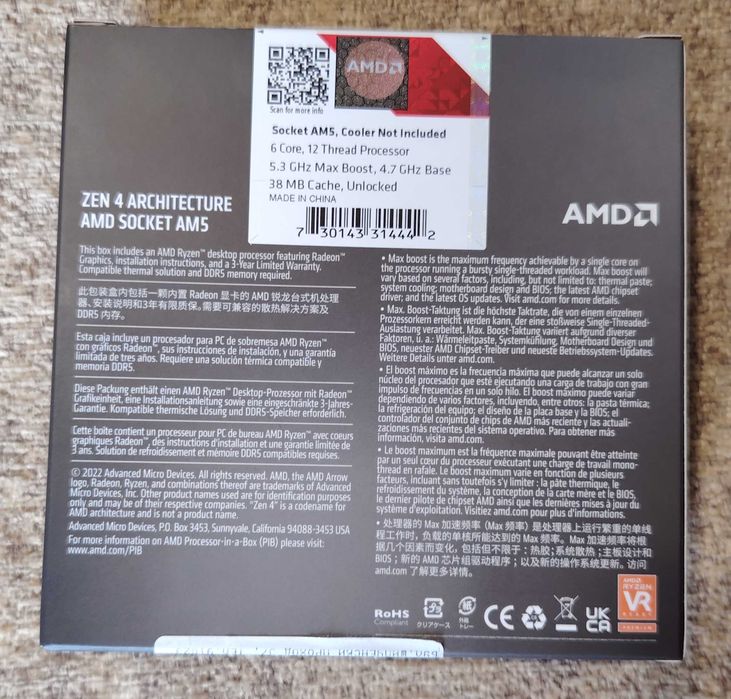 AMD
Scan for more info
Socket AM5, Cooler Not Included
6 Core, 12 Thread Processor
5.3 GHz Max Boost, 4.7 GHz Base
38 MB Cache, Unlocked
MADE IN CHINA
7 30143 31444 2
ZEN 4 ARCHITECTURE
AMD SOCKET AM5
AMD
This box includes an AMD Ryzen™ desktop processor featuring Radeon™
Graphics, installation instructions, and a 3-Year Limited Warranty.
Compatible thermal solution and DDR5 memory required.
此包装盒内包括一颗内置 Radeon 显卡的 AMD 锐龙台式机处理
器、安装说明和3年有限质保。需要可兼容的散热解决方案及
DDR5 内存。
Esta caja incluye un procesador para PC de sobremesa AMD Ryzen™
con gráficos Radeon™, sus instrucciones de instalación, y una garantía
limitada de tres años. Requiere una solución térmica compatible y
memoria DDR5.
Diese Packung enthält einen AMD Ryzen™ Desktop-Prozessor mit Radeon™
Grafikeinheit, eine Installationsanleitung sowie eine eingeschränkte 3-Jahres-
Garantie. Kompatible thermische Lösung und DDR5-Speicher erforderlich.
Cette boîte contient un processeur pour PC de bureau AMD Ryzen™ avec coeurs
graphiques Radeon™, des instructions d'installation et une garantie limitée de
3 ans. Solution de refroidissement et mémoire DDR5 compatibles requises.
© 2022 Advanced Micro Devices. All rights reserved. AMD, the AMD Arrow
logo, Radeon, Ryzen, and combinations thereof are trademarks of Advanced
Micro Devices, Inc. Other product names used are for identification purposes
only and may be of their respective companies. "Zen 4" is a codename for
AMD architecture and is not a product name.
Advanced Micro Devices, P.O. Box 3453, Sunnyvale, California 94088-3453 USA
For more information on AMD Processor-in-a-Box (PIB) please visit:
www.amd.com/PIB
• Max boost is the maximum frequency achievable by a single core on
the processor running a bursty single-threaded workload. Max boost will
vary based on several factors, including, but not limited to: thermal paste;
system cooling; motherboard design and BIOS; the latest AMD chipset
driver; and the latest OS updates. Visit amd.com for more details.
• Max. Boost-Taktung ist die höchste Taktrate, die von einem einzelnen
Prozessorkern erreicht werden kann, der eine stoßweise Single-Threaded-
Auslastung verarbeitet. Max. Boost-Taktung variiert aufgrund diverser
Faktoren, u. a.: Wärmeleitpaste, Systemkühlung, Motherboard Design und
BIOS, neuester AMD Chipset-Treiber und neueste Betriebssystem-Updates.
Weitere Details unter amd.com.
• El boost máximo es la frecuencia máxima que puede alcanzar un solo
núcleo del procesador que esté ejecutando una carga de trabajo con gran
impulso de frecuencias en un solo hilo. El boost máximo puede variar
dependiendo de varios factores, incluyendo, entre otros: la pasta térmica;
la refrigeración del equipo; el diseño de la placa base y la BIOS; el
controlador del conjunto de chips de AMD más reciente y las actuali-
zaciones más recientes del sistema operativo. Para obtener más
información, visita amd.com.
• Le boost maximum est la fréquence maximale pouvant être atteinte
par un seul cœur du processeur exécutant une charge de travail mono-
thread en rafale. Le boost maximum varie en fonction de plusieurs
facteurs, incluant sans toutefois s'y limiter : la pâte thermique, le
refroidissement du système, la conception de la carte mère et le BIOS,
le dernier pilote de chipset AMD ainsi que les dernières mises à jour du
système d'exploitation. Visitiez amd.com pour plus d'informations.
• 处理器的 Max 加速频率 (Max 频率) 是处理器上运行繁重的单线
程工作时，负载的单核所能达到的 Max 频率。Max 加速频率将根
据几个因素而变化，包括但不限于：热胶；系统散热；主板设计和
BIOS；新的 AMD 芯片组驱动程序；以及新的操作系统更新。访问
amd.com 了解更多详情。
RoHS
Compliant
プラ
クリアケース
紙
外箱
トレー
CE
UK
CA
AMD
RYZEN
VR
READY
PREMIUM